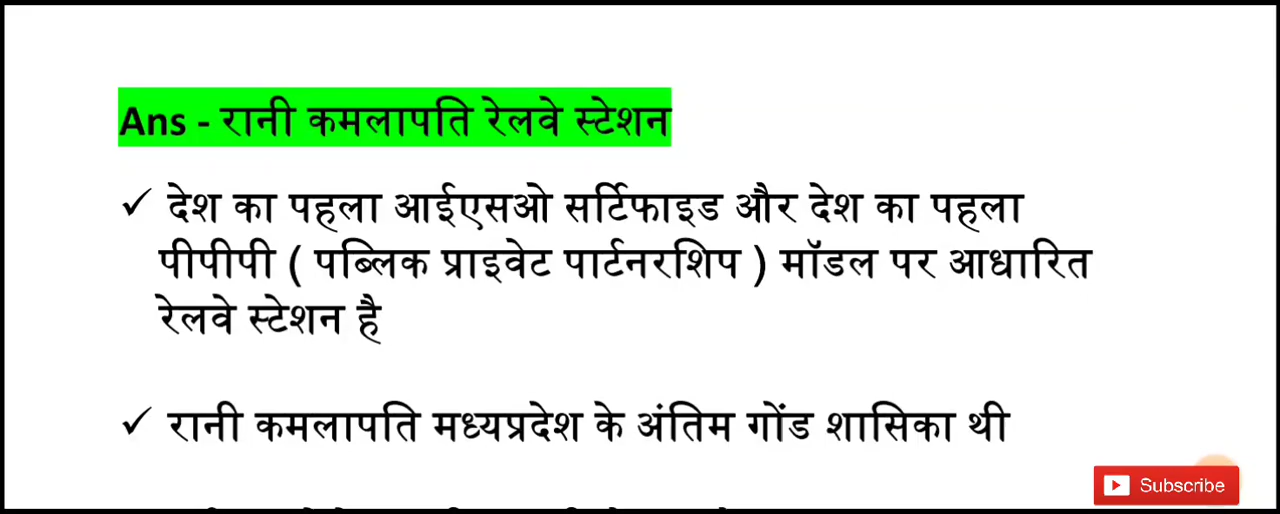 Ans - रानी कमलापति रेलवे स्टेशन
✓ देश का पहला आईएसओ सर्टिफाइड और देश का पहला
पीपीपी ( पब्लिक प्राइवेट पार्टनरशिप ) मॉडल पर आधारित
रेलवे स्टेशन है
✓ रानी कमलापति मध्यप्रदेश के अंतिम गोंड शासिका थी
Subscribe